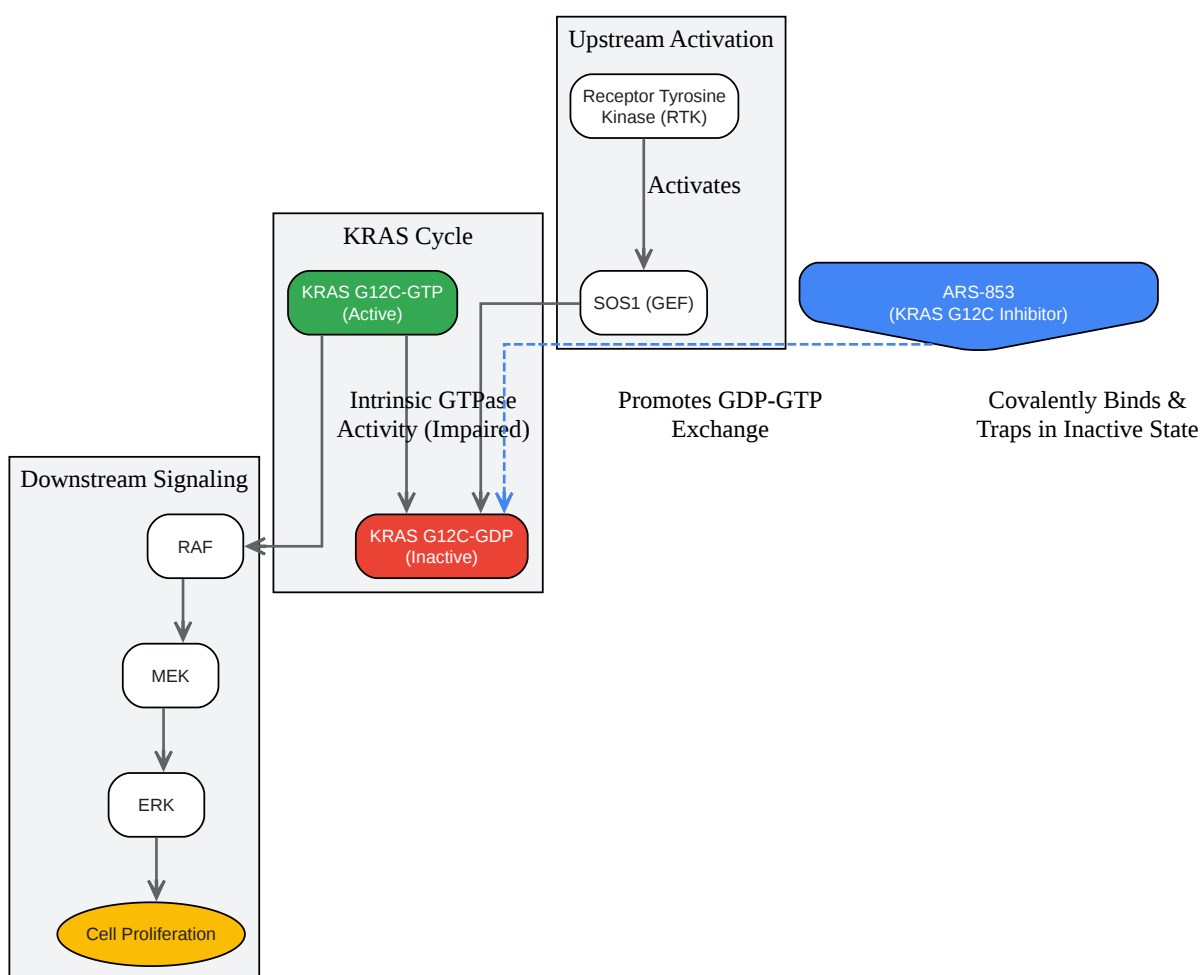 Upstream Activation
Receptor Tyrosine
Kinase (RTK)
Activates
KRAS Cycle
KRAS G12C-GTP
(Active)
SOS1 (GEF)
ARS-853
(KRAS G12C Inhibitor)
Intrinsic GTPase
Activity (Impaired)
Promotes GDP-GTP
Exchange
Covalently Binds &
Traps in Inactive State
Downstream Signaling
RAF
KRAS G12C-GDP
(Inactive)
MEK
ERK
Cell Proliferation